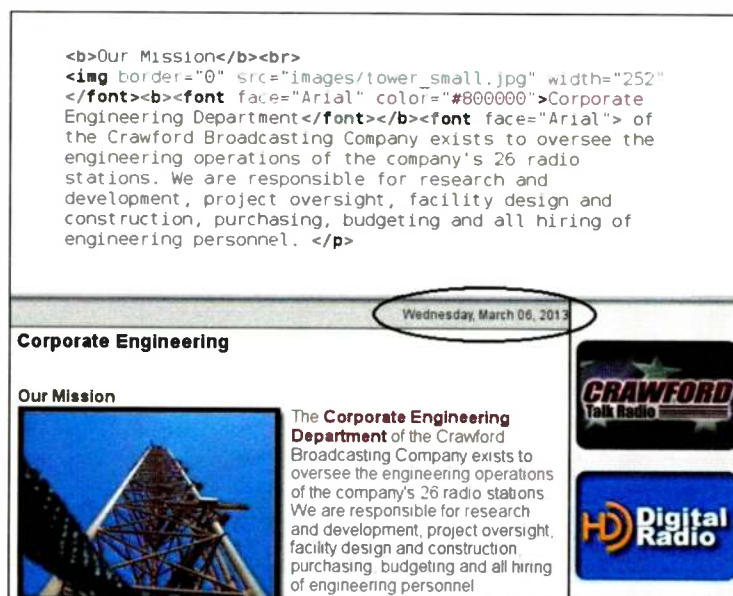 <b>Our Mission</b><br>
<img border="0" src="images/tower_small.jpg" width="252"
</font><b><font face="Arial" color="#800000">Corporate
Engineering Department</font></b><font face="Arial"> of
the Crawford Broadcasting Company exists to oversee the
engineering operations of the company's 26 radio
stations. We are responsible for research and
development, project oversight, facility design and
construction, purchasing, budgeting and all hiring of
engineering personnel. </p>
Wednesday, March 06, 2013
Corporate Engineering
Our Mission
The Corporate Engineering
Department of the Crawford
Broadcasting Company exists to
oversee the engineering operations
of the company's 26 radio stations
We are responsible for research
and development, project oversight,
facility design and construction,
purchasing, budgeting and all hiring
of engineering personnel
CRAWFORD
Talk Radio
HD Digital
Radio